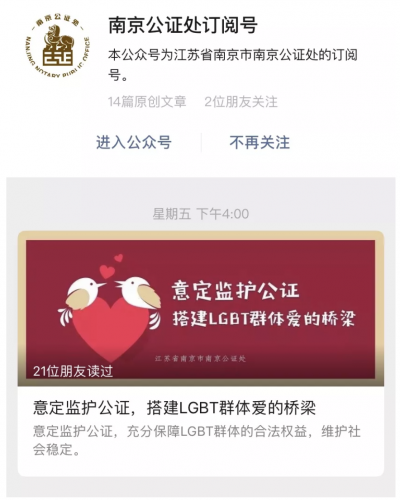 南京公证处
NANJING NOTARY PUBLIC OFFICE
南京公证处订阅号
本公众号为江苏省南京市南京公证处的订阅
号。
14篇原创文章 2位朋友关注
进入公众号 不再关注
星期五 下午4:00
意定监护公证
搭建LGBT群体爱的桥梁
江苏省南京市南京公证处
21位朋友读过
意定监护公证，搭建LGBT群体爱的桥梁
意定监护公证，充分保障LGBT群体的合法权益，维护社
会稳定。